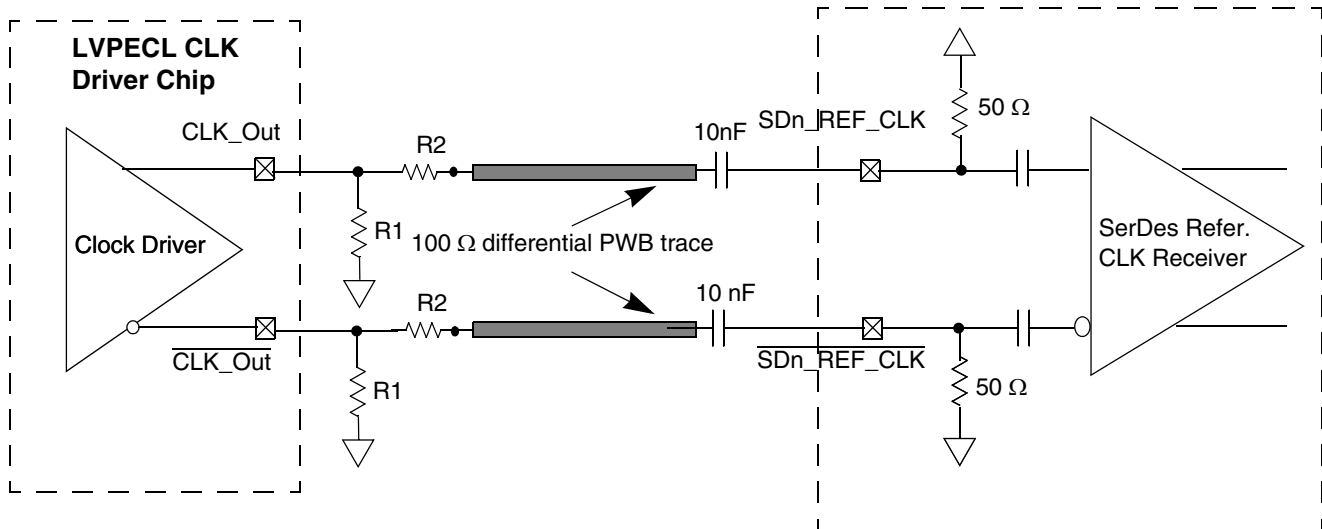 LVPECL CLK
Driver Chip
CLK_Out
Clock Driver
CLK_Out
R2
R1
100 Ω differential PWB trace
R2
R1
10nF
10 nF
SDn_REF_CLK
SDn_REF_CLK
50 Ω
50 Ω
SerDes Refer.
CLK Receiver